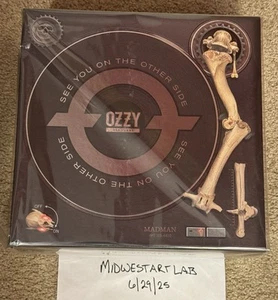 SEE YOU ON THE OTHER SIDE
OZZY
SEE YOU ON THE OTHER SIDE
MADMAN
OFF
MIDWESTART LAB
6/29/25